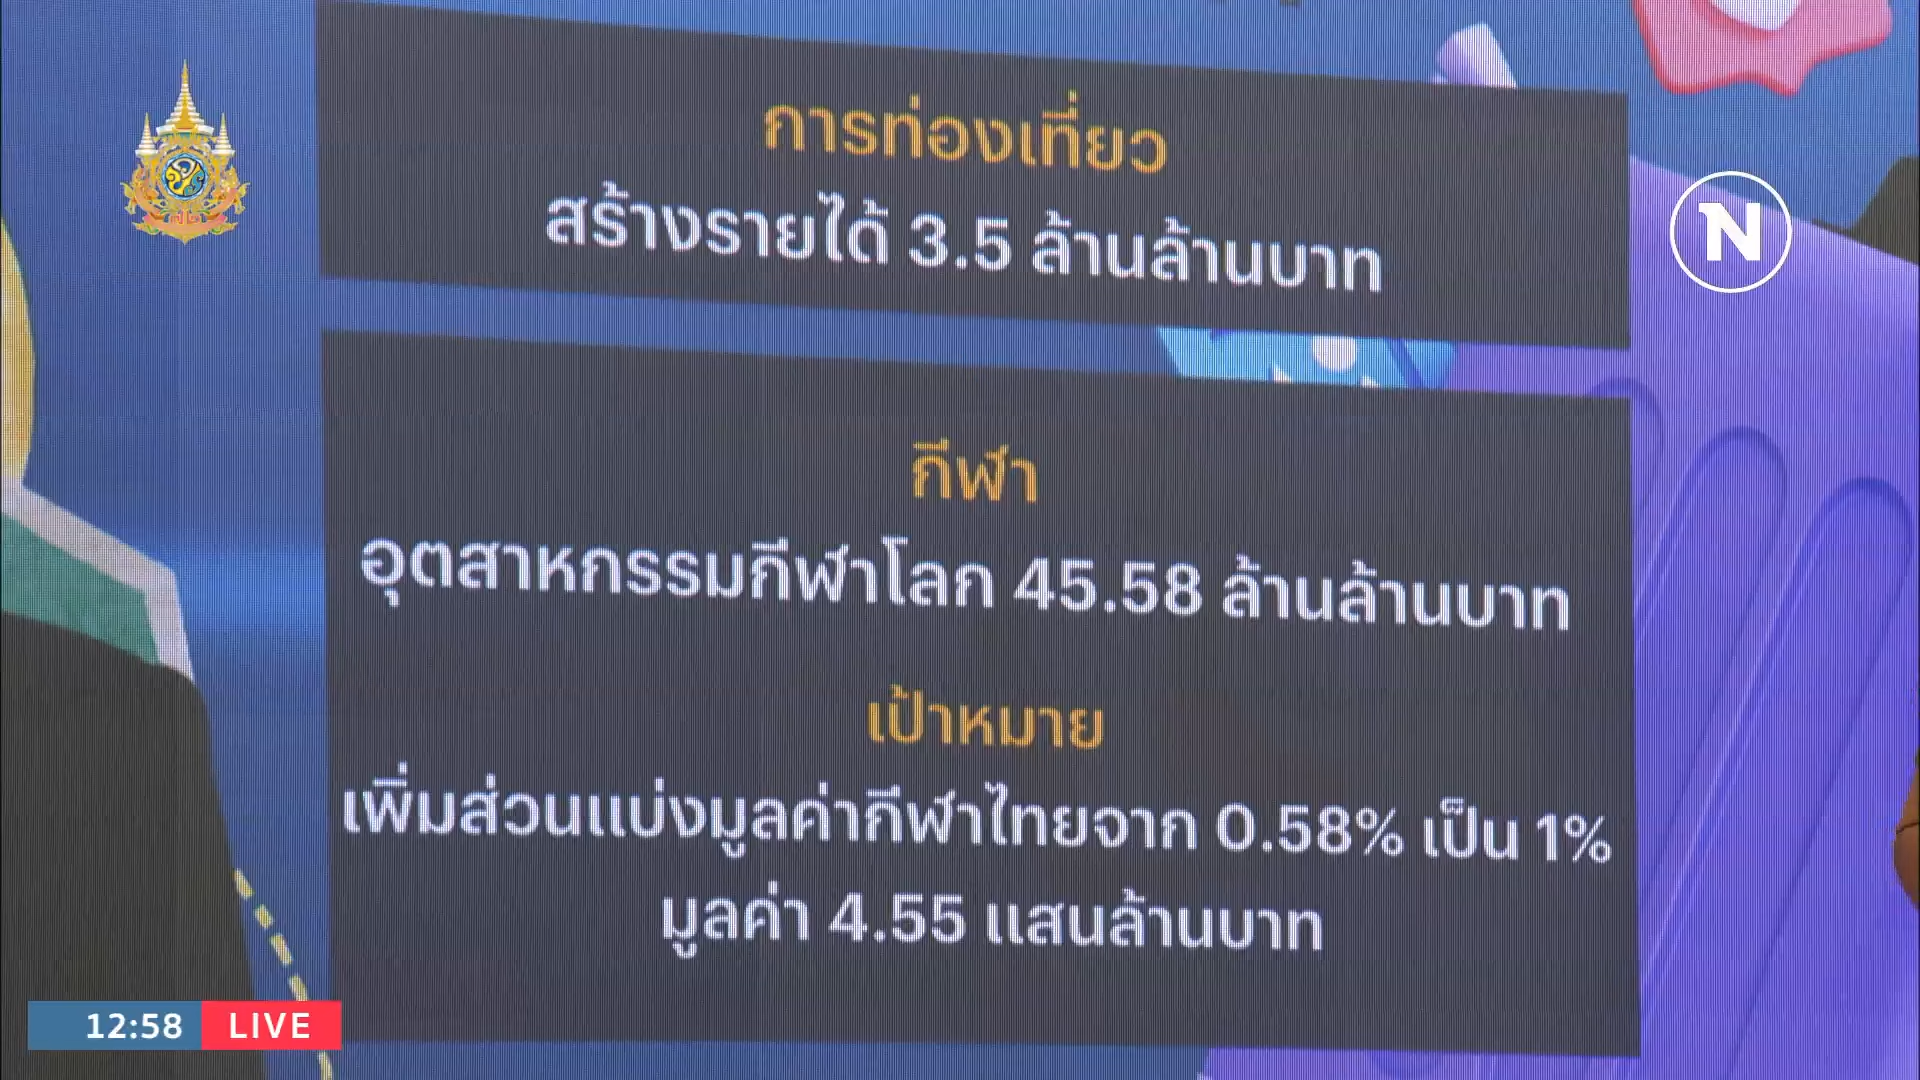 การท่องเที่ยว
สร้างรายได้ 3.5 ล้านล้านบาท
N
กีฬา
อุตสาหกรรมกีฬาโลก 45.58 ล้านล้านบาท
เป้าหมาย
เพิ่มส่วนแบ่งมูลค่ากีฬาไทยจาก 0.58% เป็น 1%
มูลค่า 4.55 แสนล้านบาท
12:58 LIVE